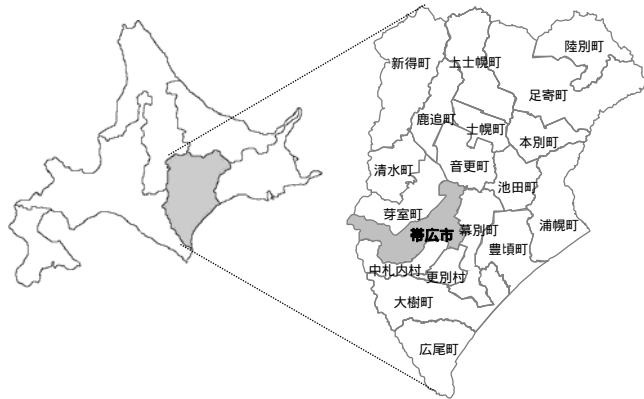 陸別町
新得町
上士幌町
足寄町
鹿追町
士幌町
本別町
清水町
音更町
池田町
芽室町
浦幌町
幕別町
帯広市
豊頃町
中札内村
更別村
大樹町
広尾町